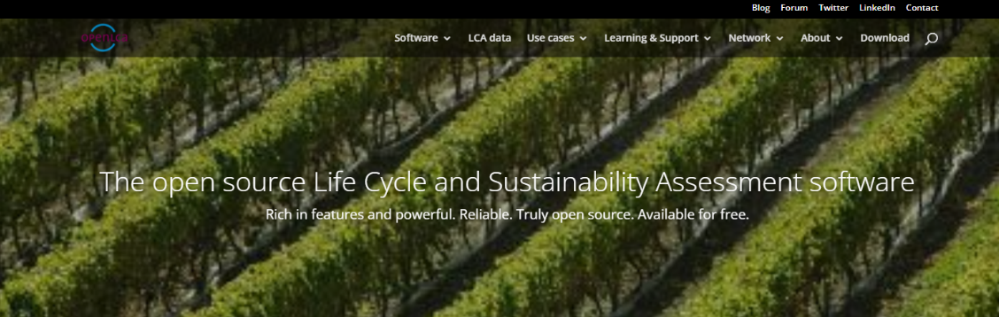 Blog Forum Twitter LinkedIn Contact
openLCA
Software LCA data Use cases Learning & Support Network About Download
The open source Life Cycle and Sustainability Assessment software
Rich in features and powerful. Reliable. Truly open source. Available for free.